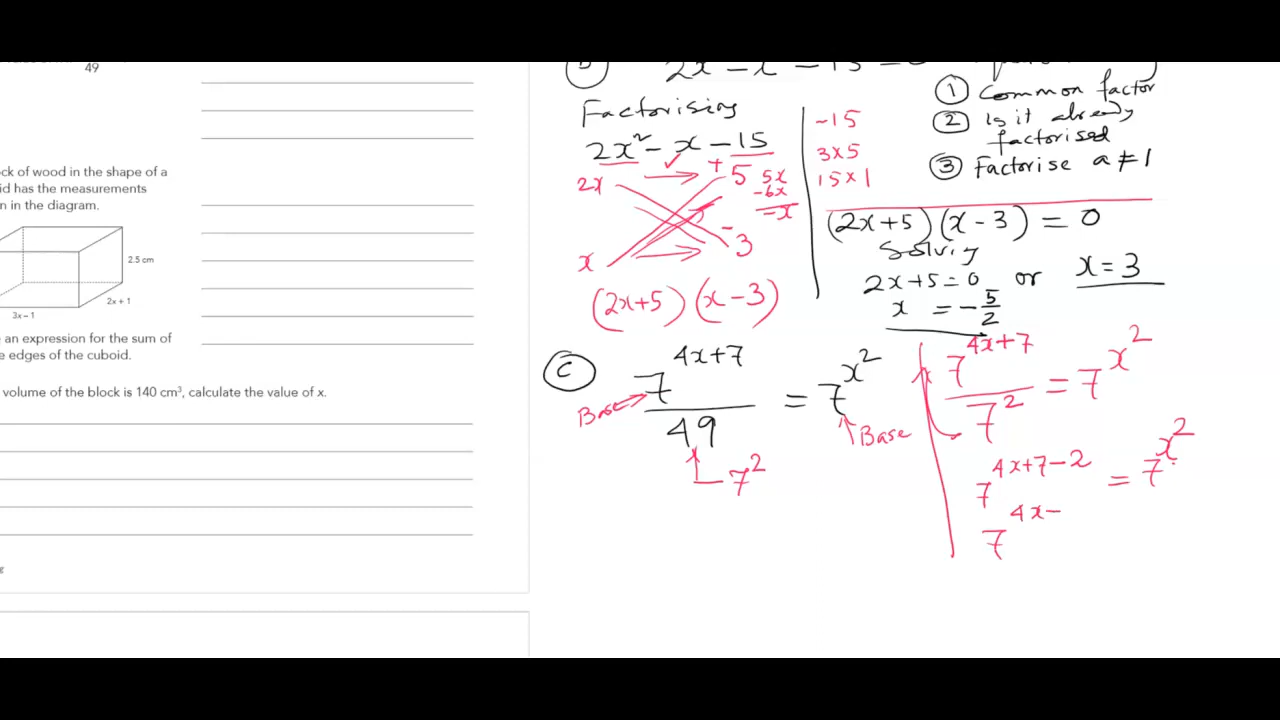 49
ck of wood in the shape of a
id has the measurements
n in the diagram.
2.5 cm
2x + 1
3x – 1
an expression for the sum of
e edges of the cuboid.
volume of the block is 140 cm³, calculate the value of x.
Factorising
2x² - x - 15
2x
+5
5x
-6x
-x
x
-3
(2x+5)(x-3)
-15
3x5
15x1
① Common factor
② Is it already
factorised
③ Factorise a ≠ 1
(2x+5)(x-3) = 0
Solving
2x+5=0 or x=3
x = -5/2
Ⓒ 7^(4x+7)/49 = 7^(x²)
Base
Base
7²
7^(4x+7)/7² = 7^(x²)
7^(4x+7-2) = 7^(x²)
7^(4x-